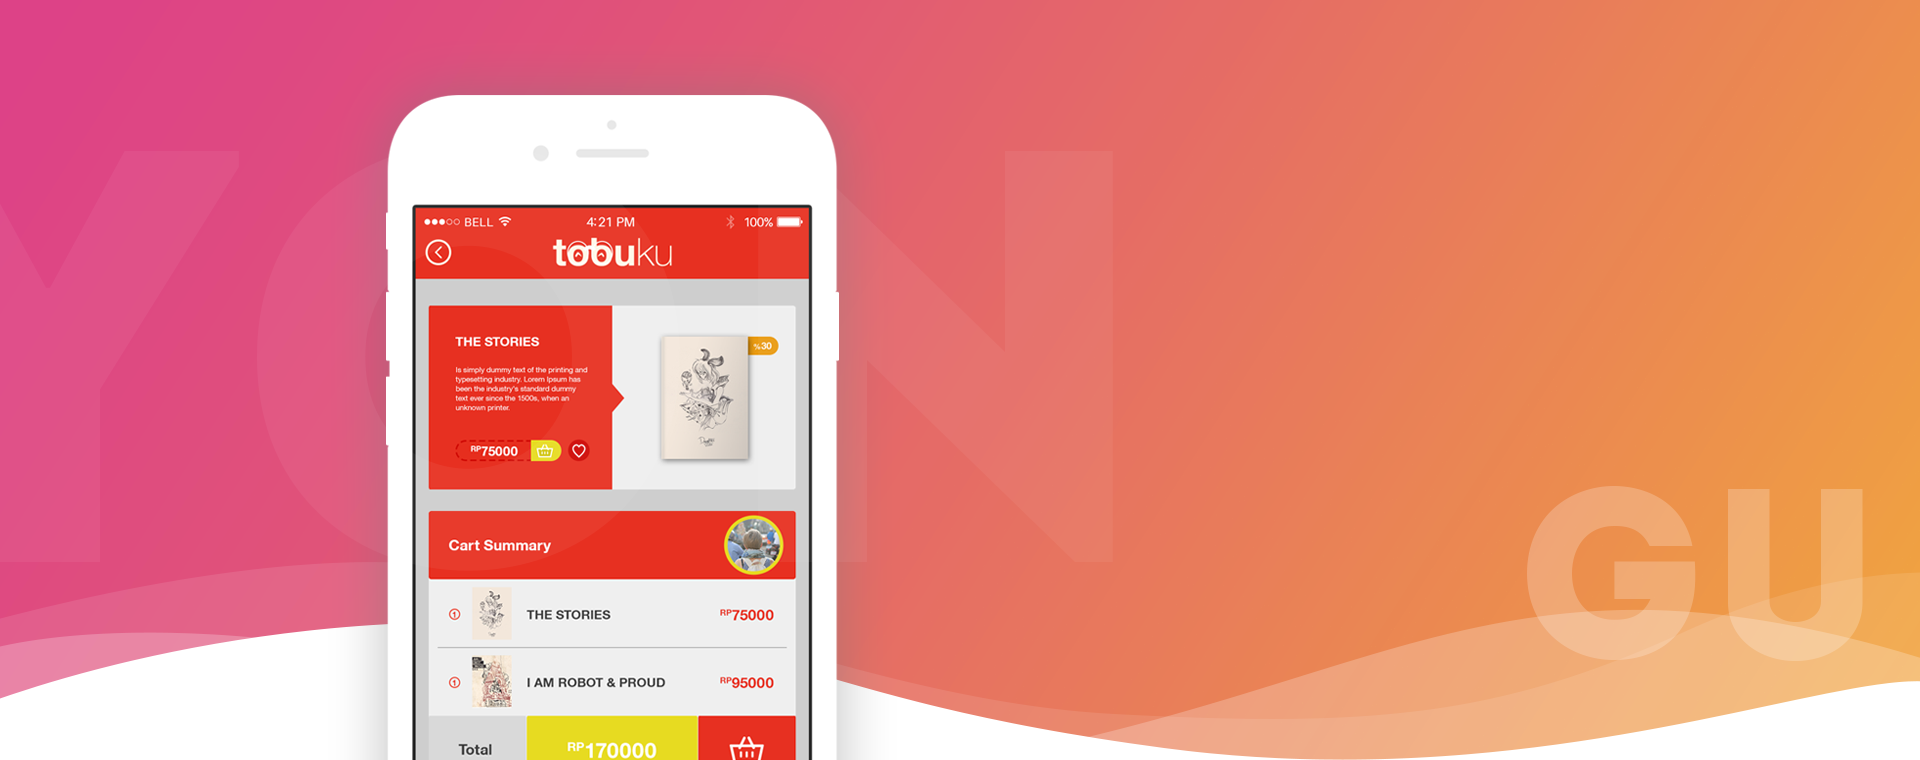 YON
BELL
4:21 PM
100%
tobuku
THE STORIES
%30
Is simply dummy text of the printing and
typesetting industry. Lorem Ipsum has
been the industry's standard dummy
text ever since the 1500s, when an
unknown printer.
RP75000
Cart Summary
1 THE STORIES RP75000
1 I AM ROBOT & PROUD RP95000
Total RP170000
GU